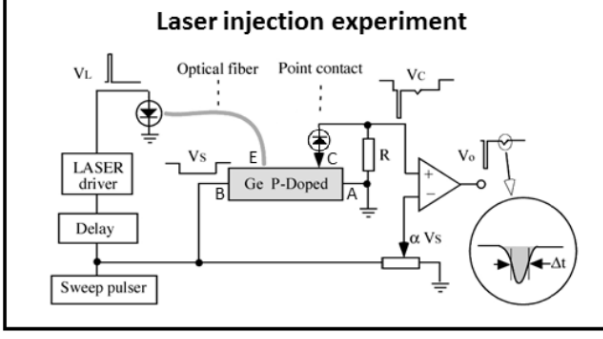 Laser injection experiment
VL
Optical fiber
Point contact
VC
VS
E
C
R
Vo
LASER
driver
B
Ge P-Doped
A
+
−
Delay
α VS
Δt
Sweep pulser